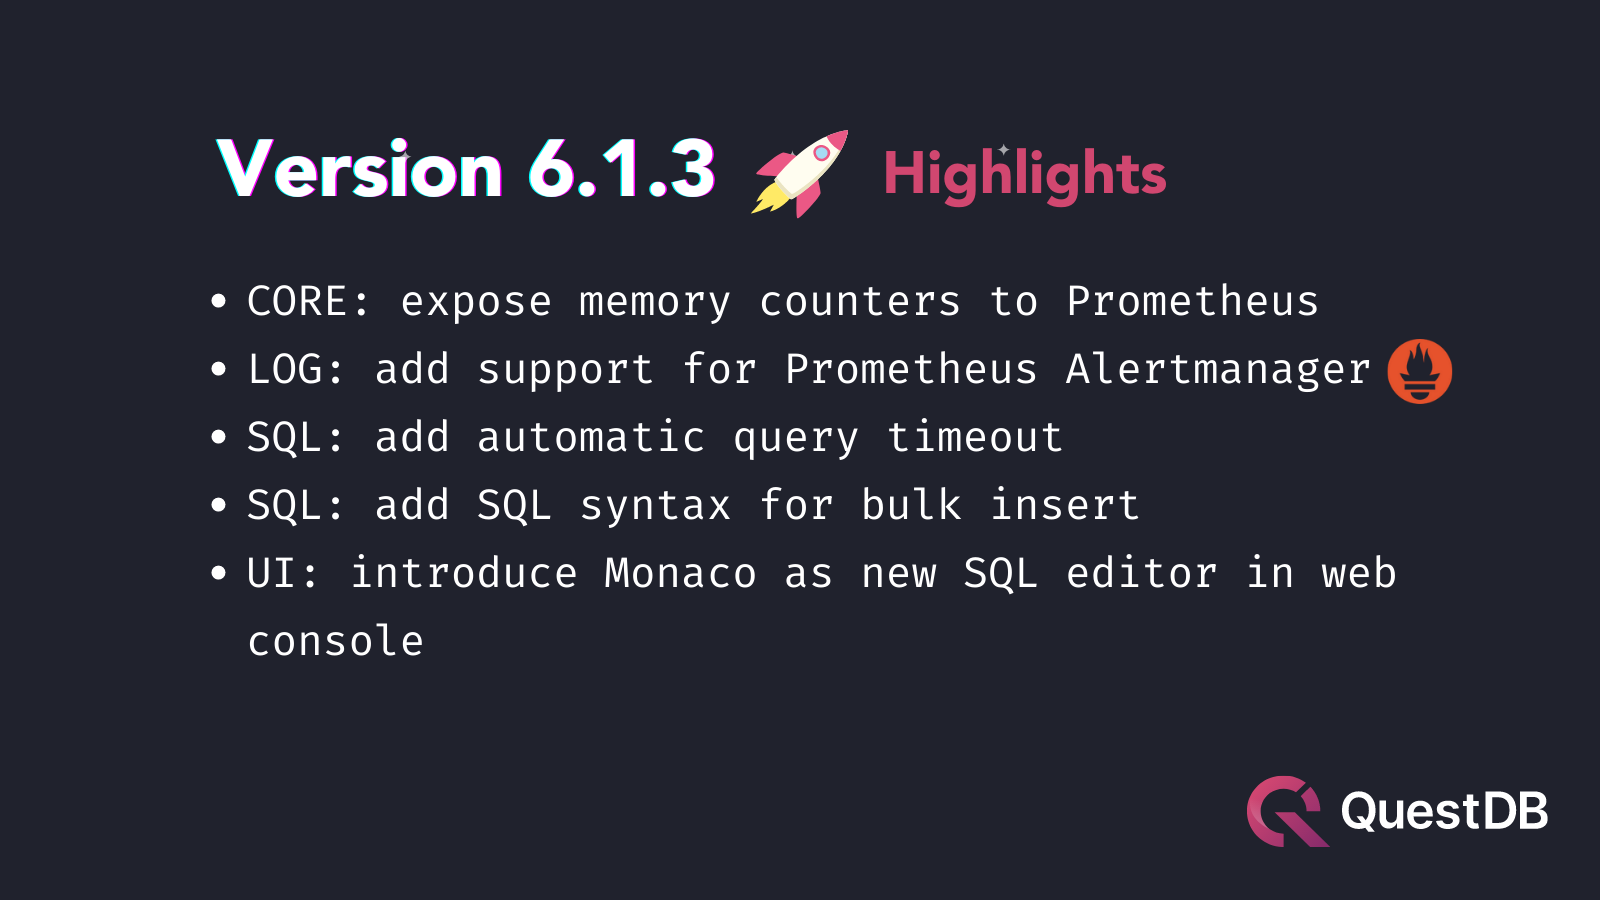 Version 6.1.3 Highlights
• CORE: expose memory counters to Prometheus
• LOG: add support for Prometheus Alertmanager
• SQL: add automatic query timeout
• SQL: add SQL syntax for bulk insert
• UI: introduce Monaco as new SQL editor in web
console
QuestDB